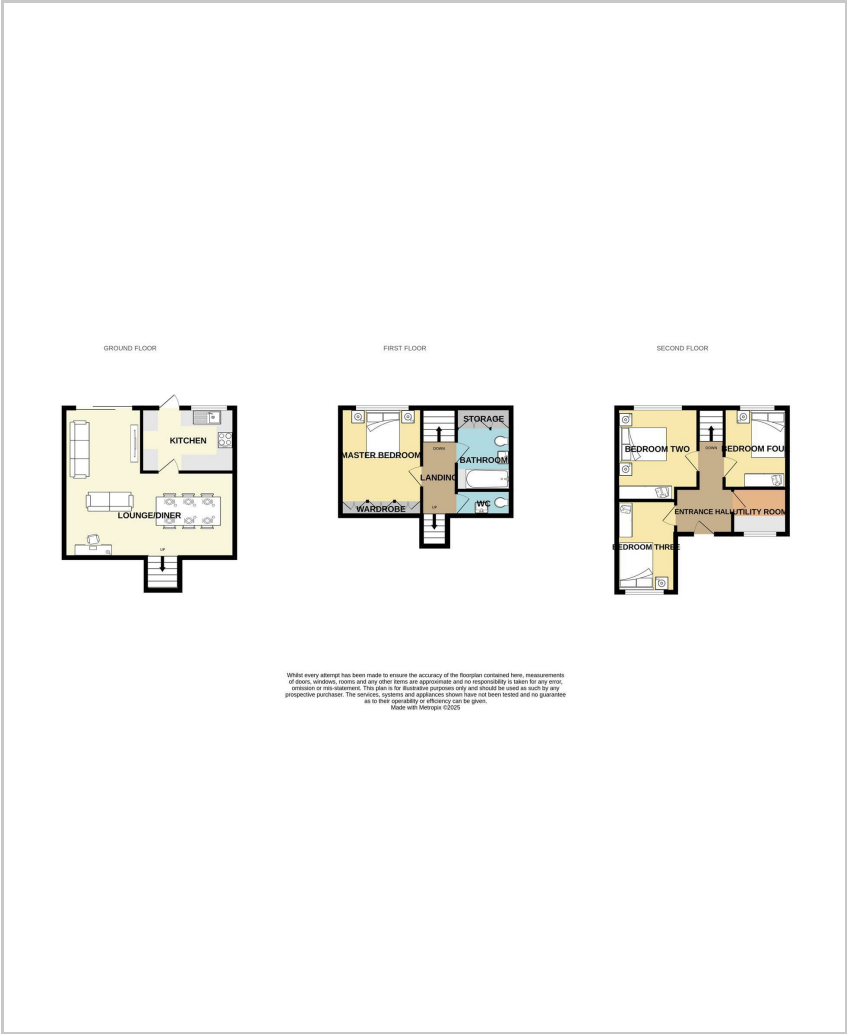 GROUND FLOOR
KITCHEN
LOUNGE/DINER
UP
FIRST FLOOR
STORAGE
MASTER BEDROOM
DOWN
BATHROOM
LANDING
WARDROBE
UP
WC
SECOND FLOOR
BEDROOM TWO
DOWN
BEDROOM FOUR
ENTRANCE HALL
UTILITY ROOM
BEDROOM THREE
Whilst every attempt has been made to ensure the accuracy of the floorplan contained here, measurements
of doors, windows, rooms and any other items are approximate and no responsibility is taken for any error,
omission or mis-statement. This plan is for illustrative purposes only and should be used as such by any
prospective purchaser. The services, systems and appliances shown have not been tested and no guarantee
as to their operability or efficiency can be given.
Made with Metropix ©2025